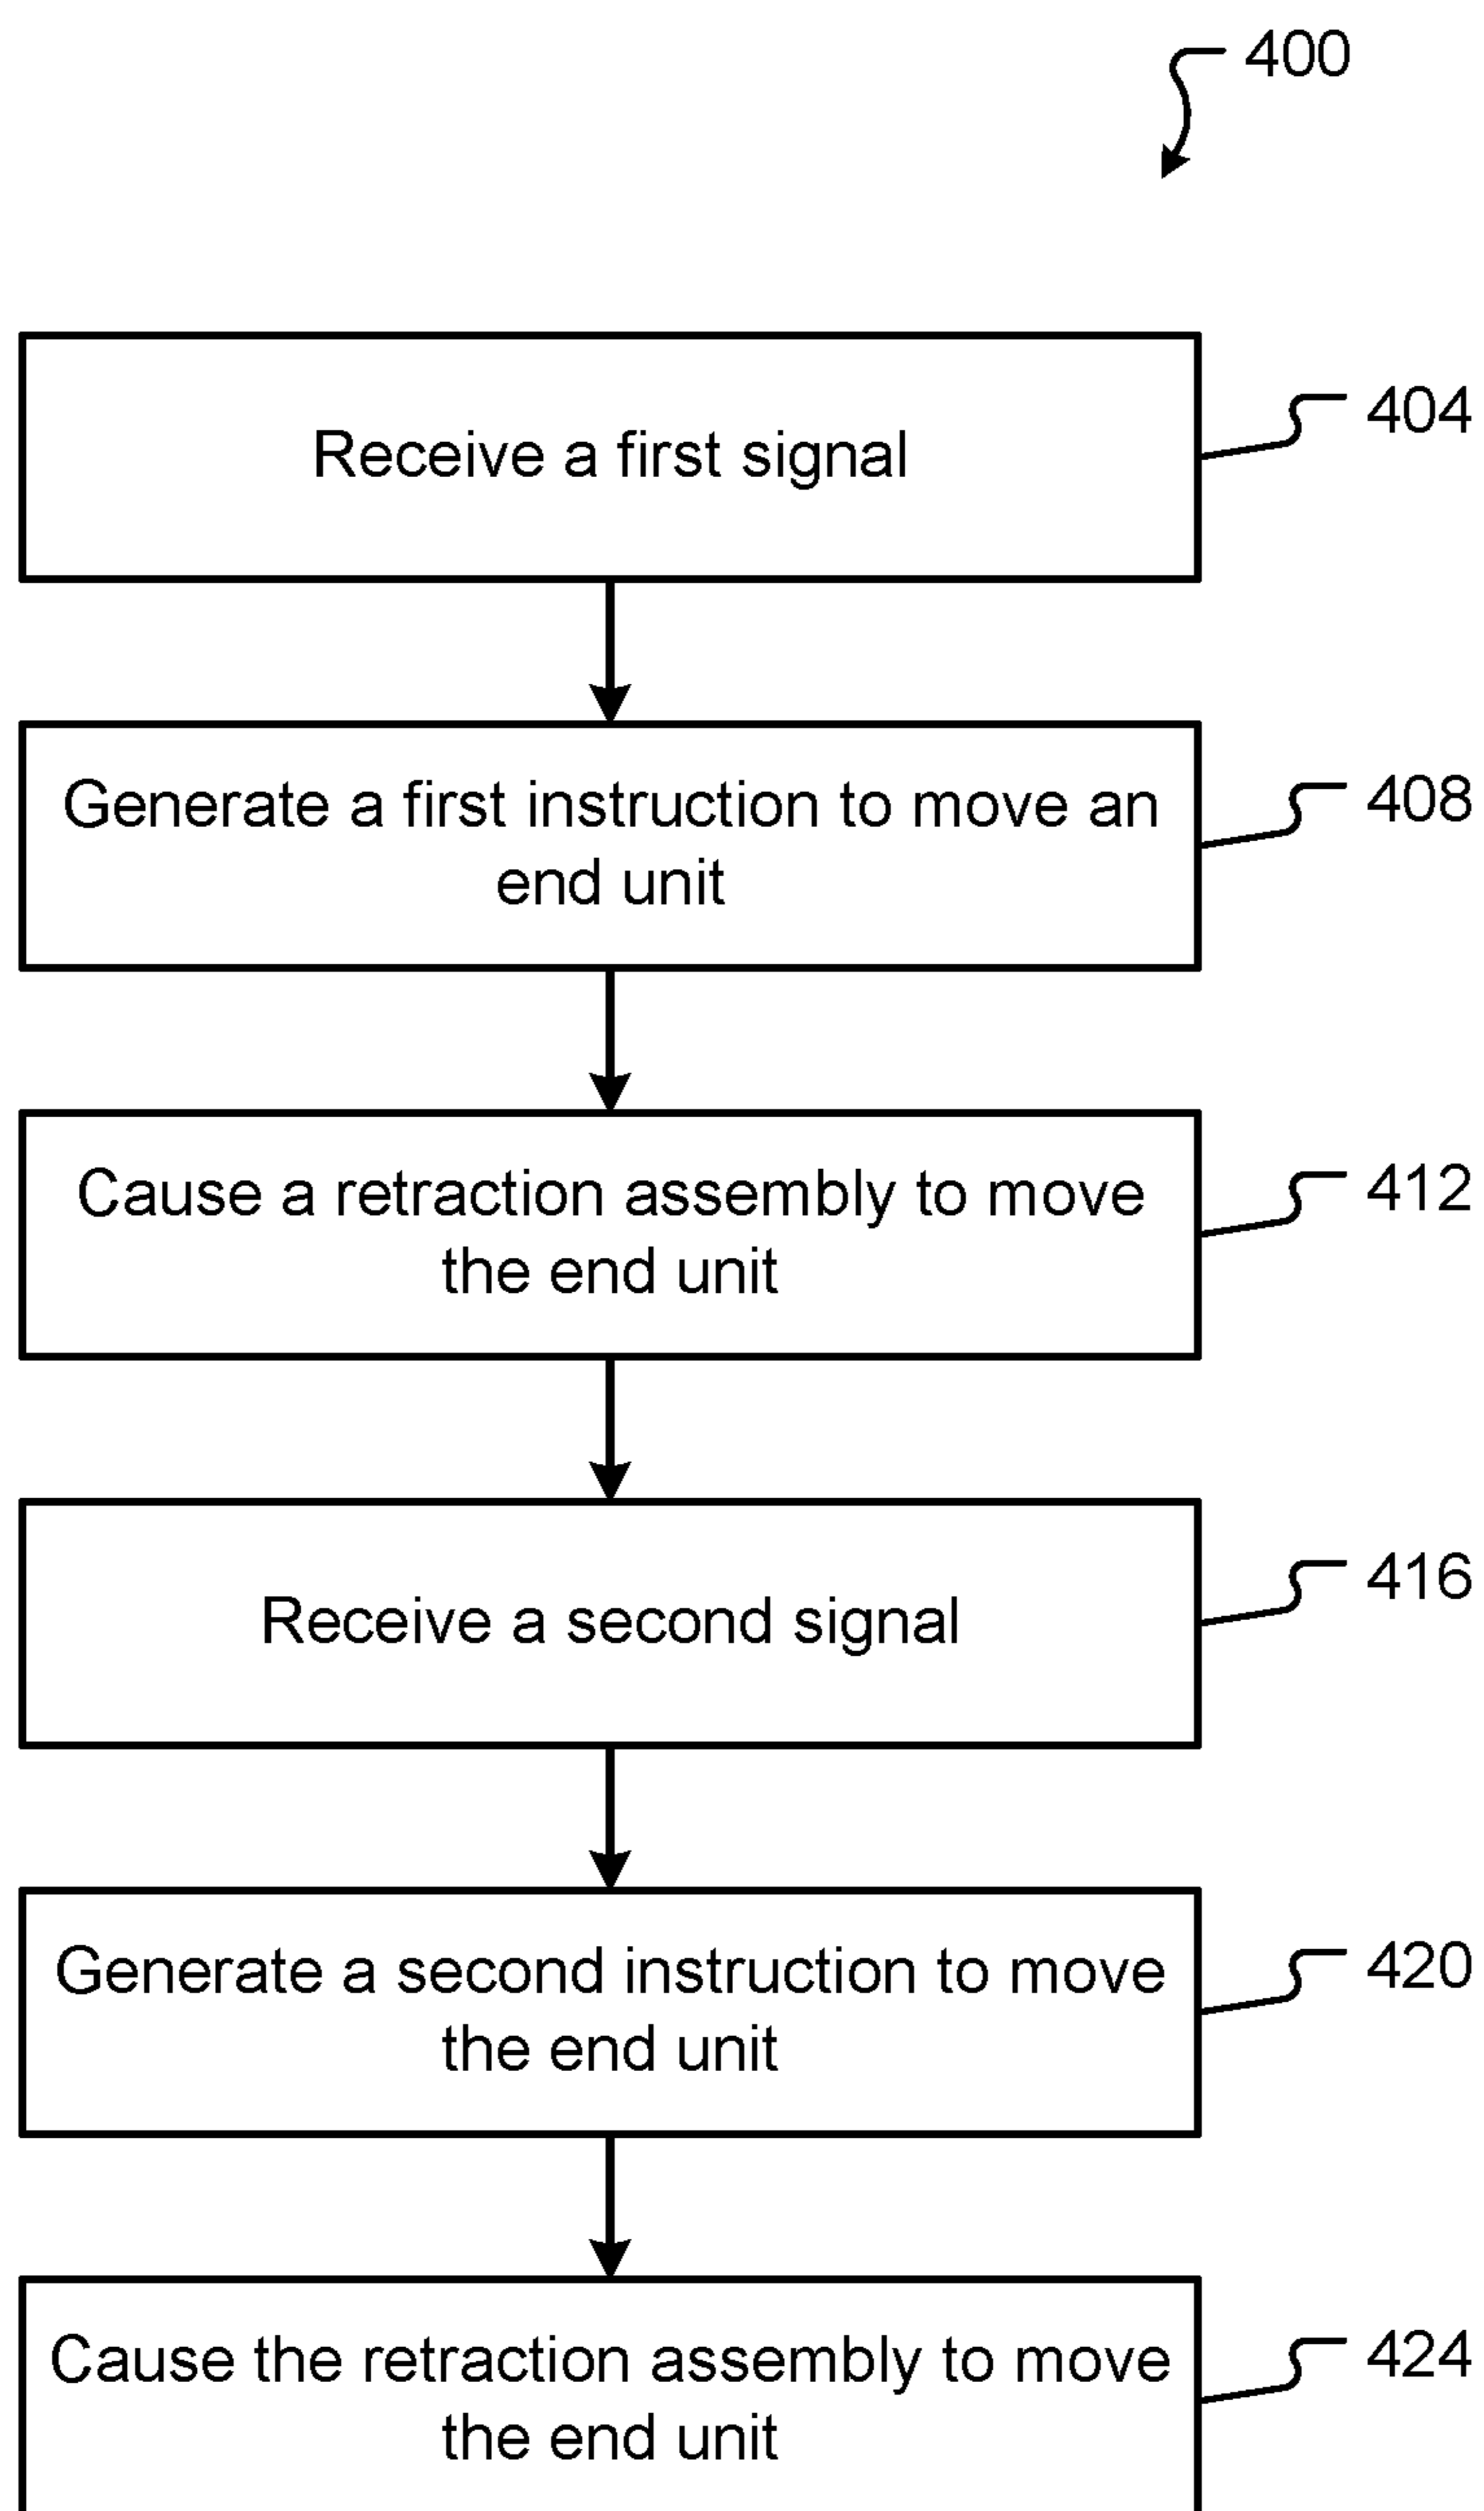 400
Receive a first signal
404
Generate a first instruction to move an
end unit
408
Cause a retraction assembly to move
the end unit
412
Receive a second signal
416
Generate a second instruction to move
the end unit
420
Cause the retraction assembly to move
the end unit
424